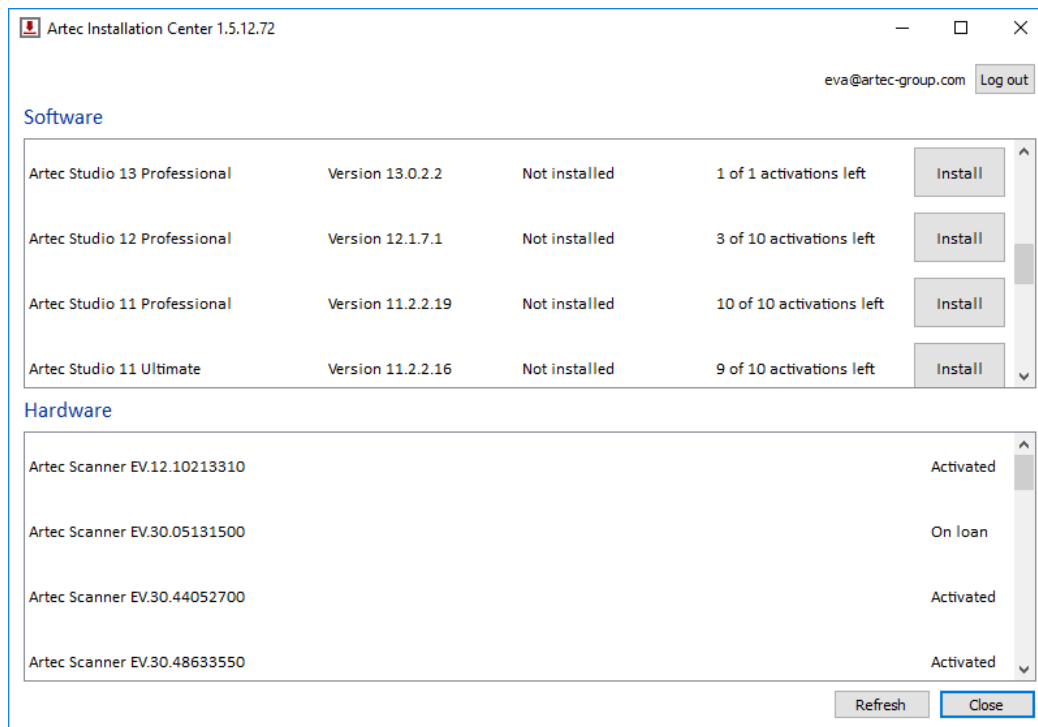 Artec Installation Center 1.5.12.72
eva@artec-group.com Log out
Software
Artec Studio 13 Professional Version 13.0.2.2 Not installed 1 of 1 activations left Install
Artec Studio 12 Professional Version 12.1.7.1 Not installed 3 of 10 activations left Install
Artec Studio 11 Professional Version 11.2.2.19 Not installed 10 of 10 activations left Install
Artec Studio 11 Ultimate Version 11.2.2.16 Not installed 9 of 10 activations left Install
Hardware
Artec Scanner EV.12.10213310 Activated
Artec Scanner EV.30.05131500 On loan
Artec Scanner EV.30.44052700 Activated
Artec Scanner EV.30.48633550 Activated
Refresh Close